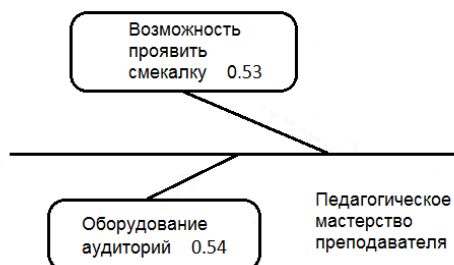 Возможность
проявить
смекалку 0.53
Оборудование
аудиторий 0.54
Педагогическое
мастерство
преподавателя